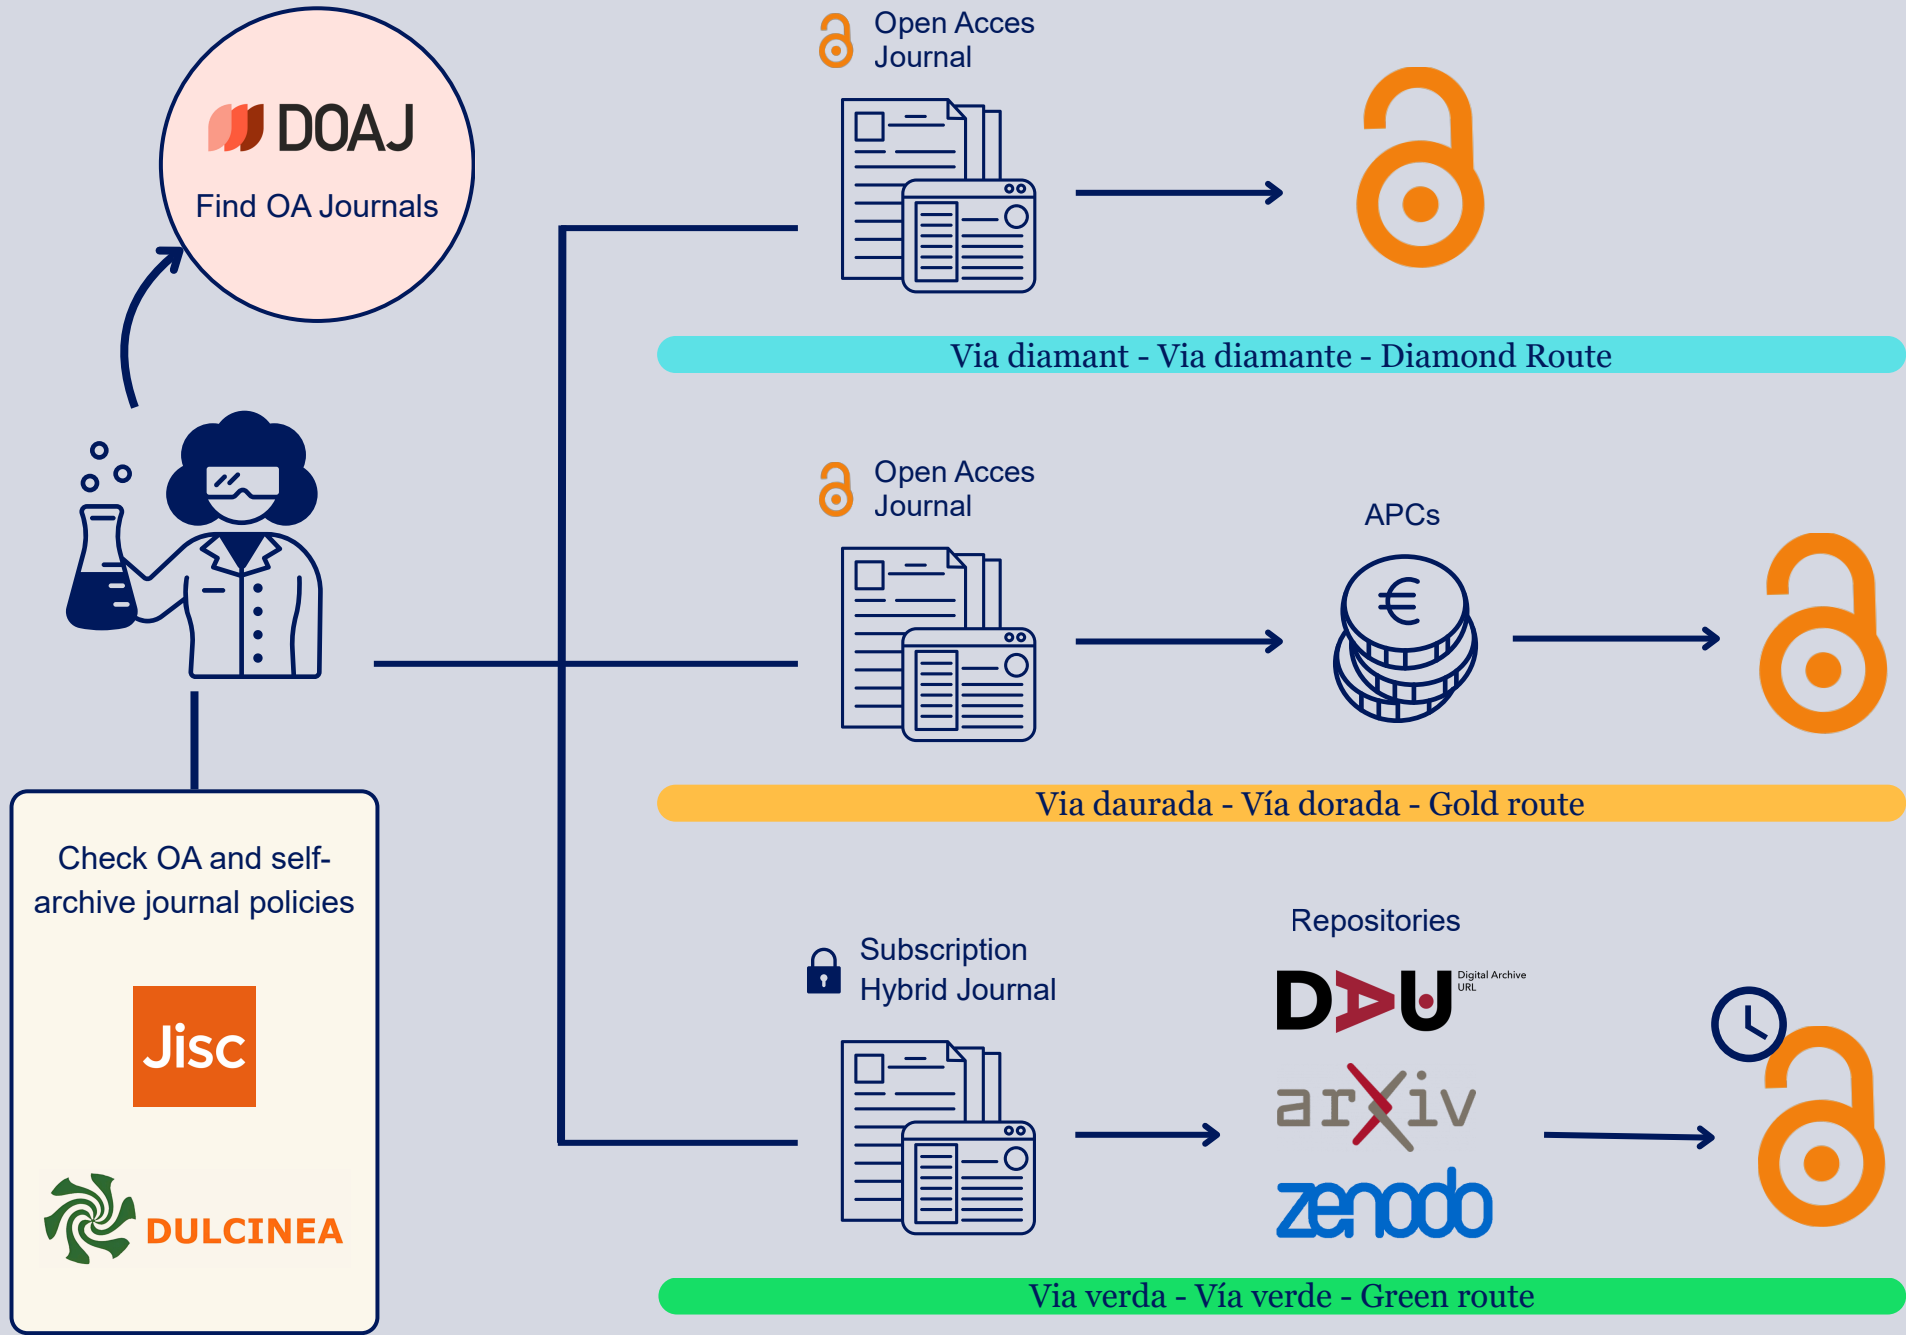 DOAJ
Find OA Journals
Check OA and self-
archive journal policies
Jisc
DULCINEA
Open Acces
Journal
Via diamant - Via diamante - Diamond Route
Open Acces
Journal
APCs
€
Via daurada - Vía dorada - Gold route
Subscription
Hybrid Journal
Repositories
DAU Digital Archive
URL
arXiv
zenodo
Via verda - Vía verde - Green route